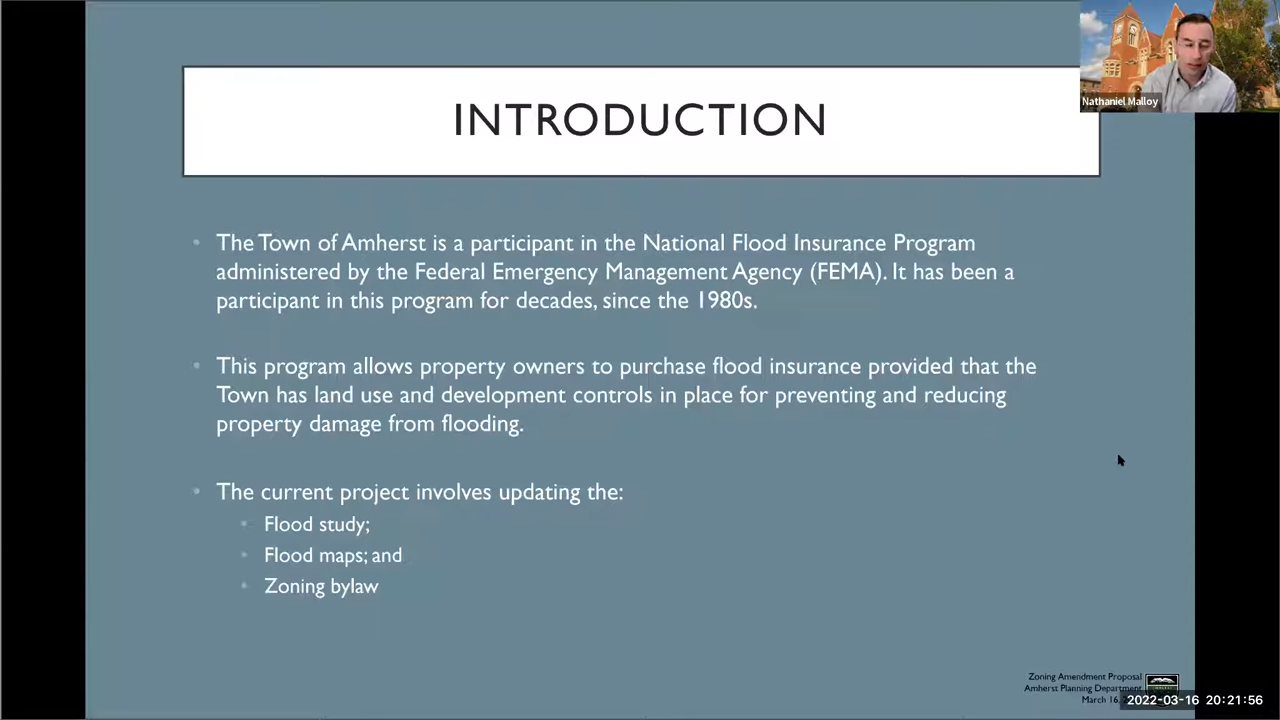 INTRODUCTION
Nathaniel Malloy
• The Town of Amherst is a participant in the National Flood Insurance Program
administered by the Federal Emergency Management Agency (FEMA). It has been a
participant in this program for decades, since the 1980s.
• This program allows property owners to purchase flood insurance provided that the
Town has land use and development controls in place for preventing and reducing
property damage from flooding.
• The current project involves updating the:
• Flood study;
• Flood maps; and
• Zoning bylaw
Zoning Amendment Proposal
Amherst Planning Department
March 16,
2022-03-16 20:21:56